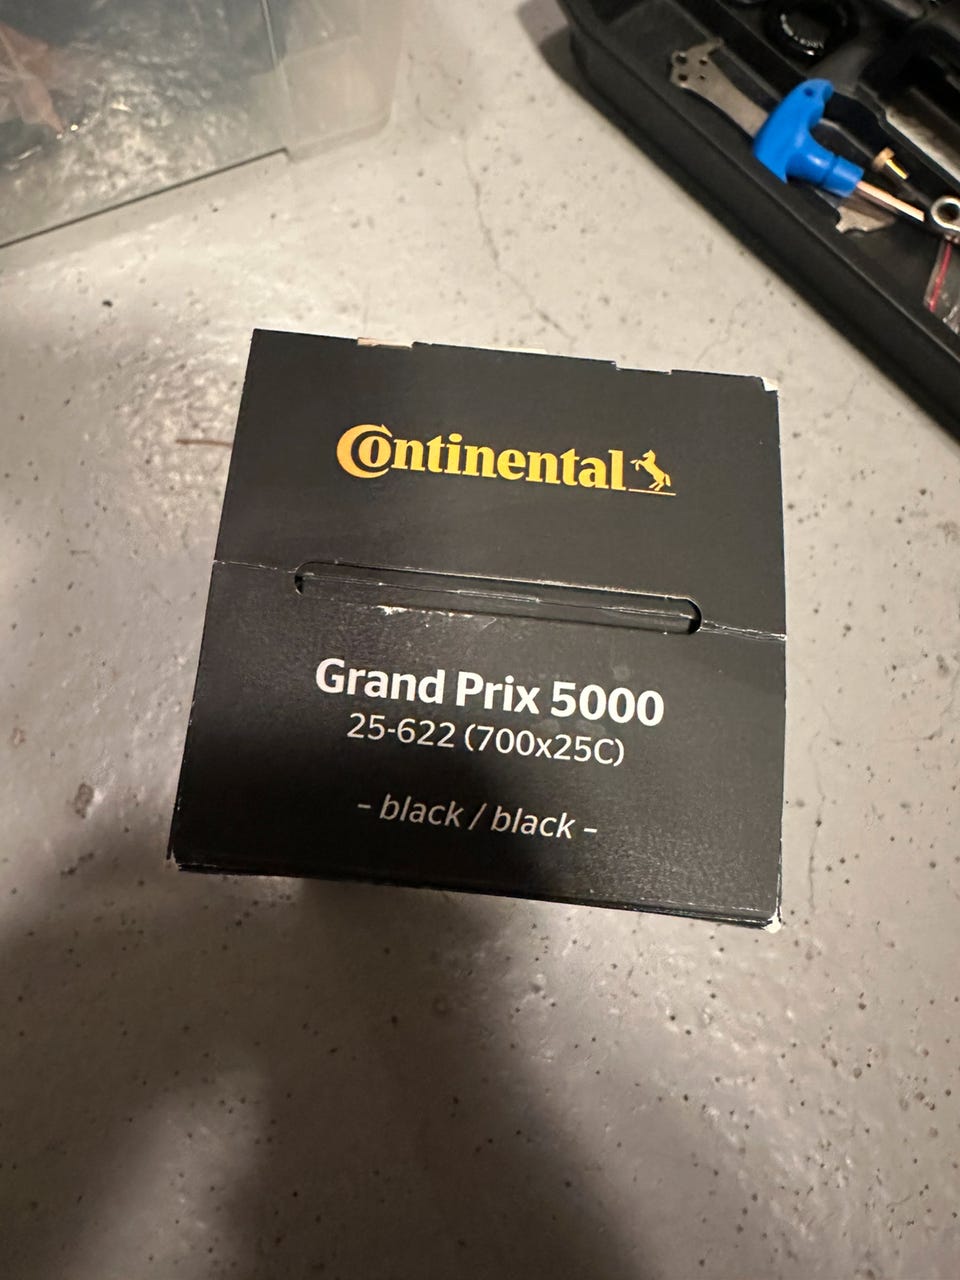 Continental
Grand Prix 5000
25-622 (700x25C)
– black / black –